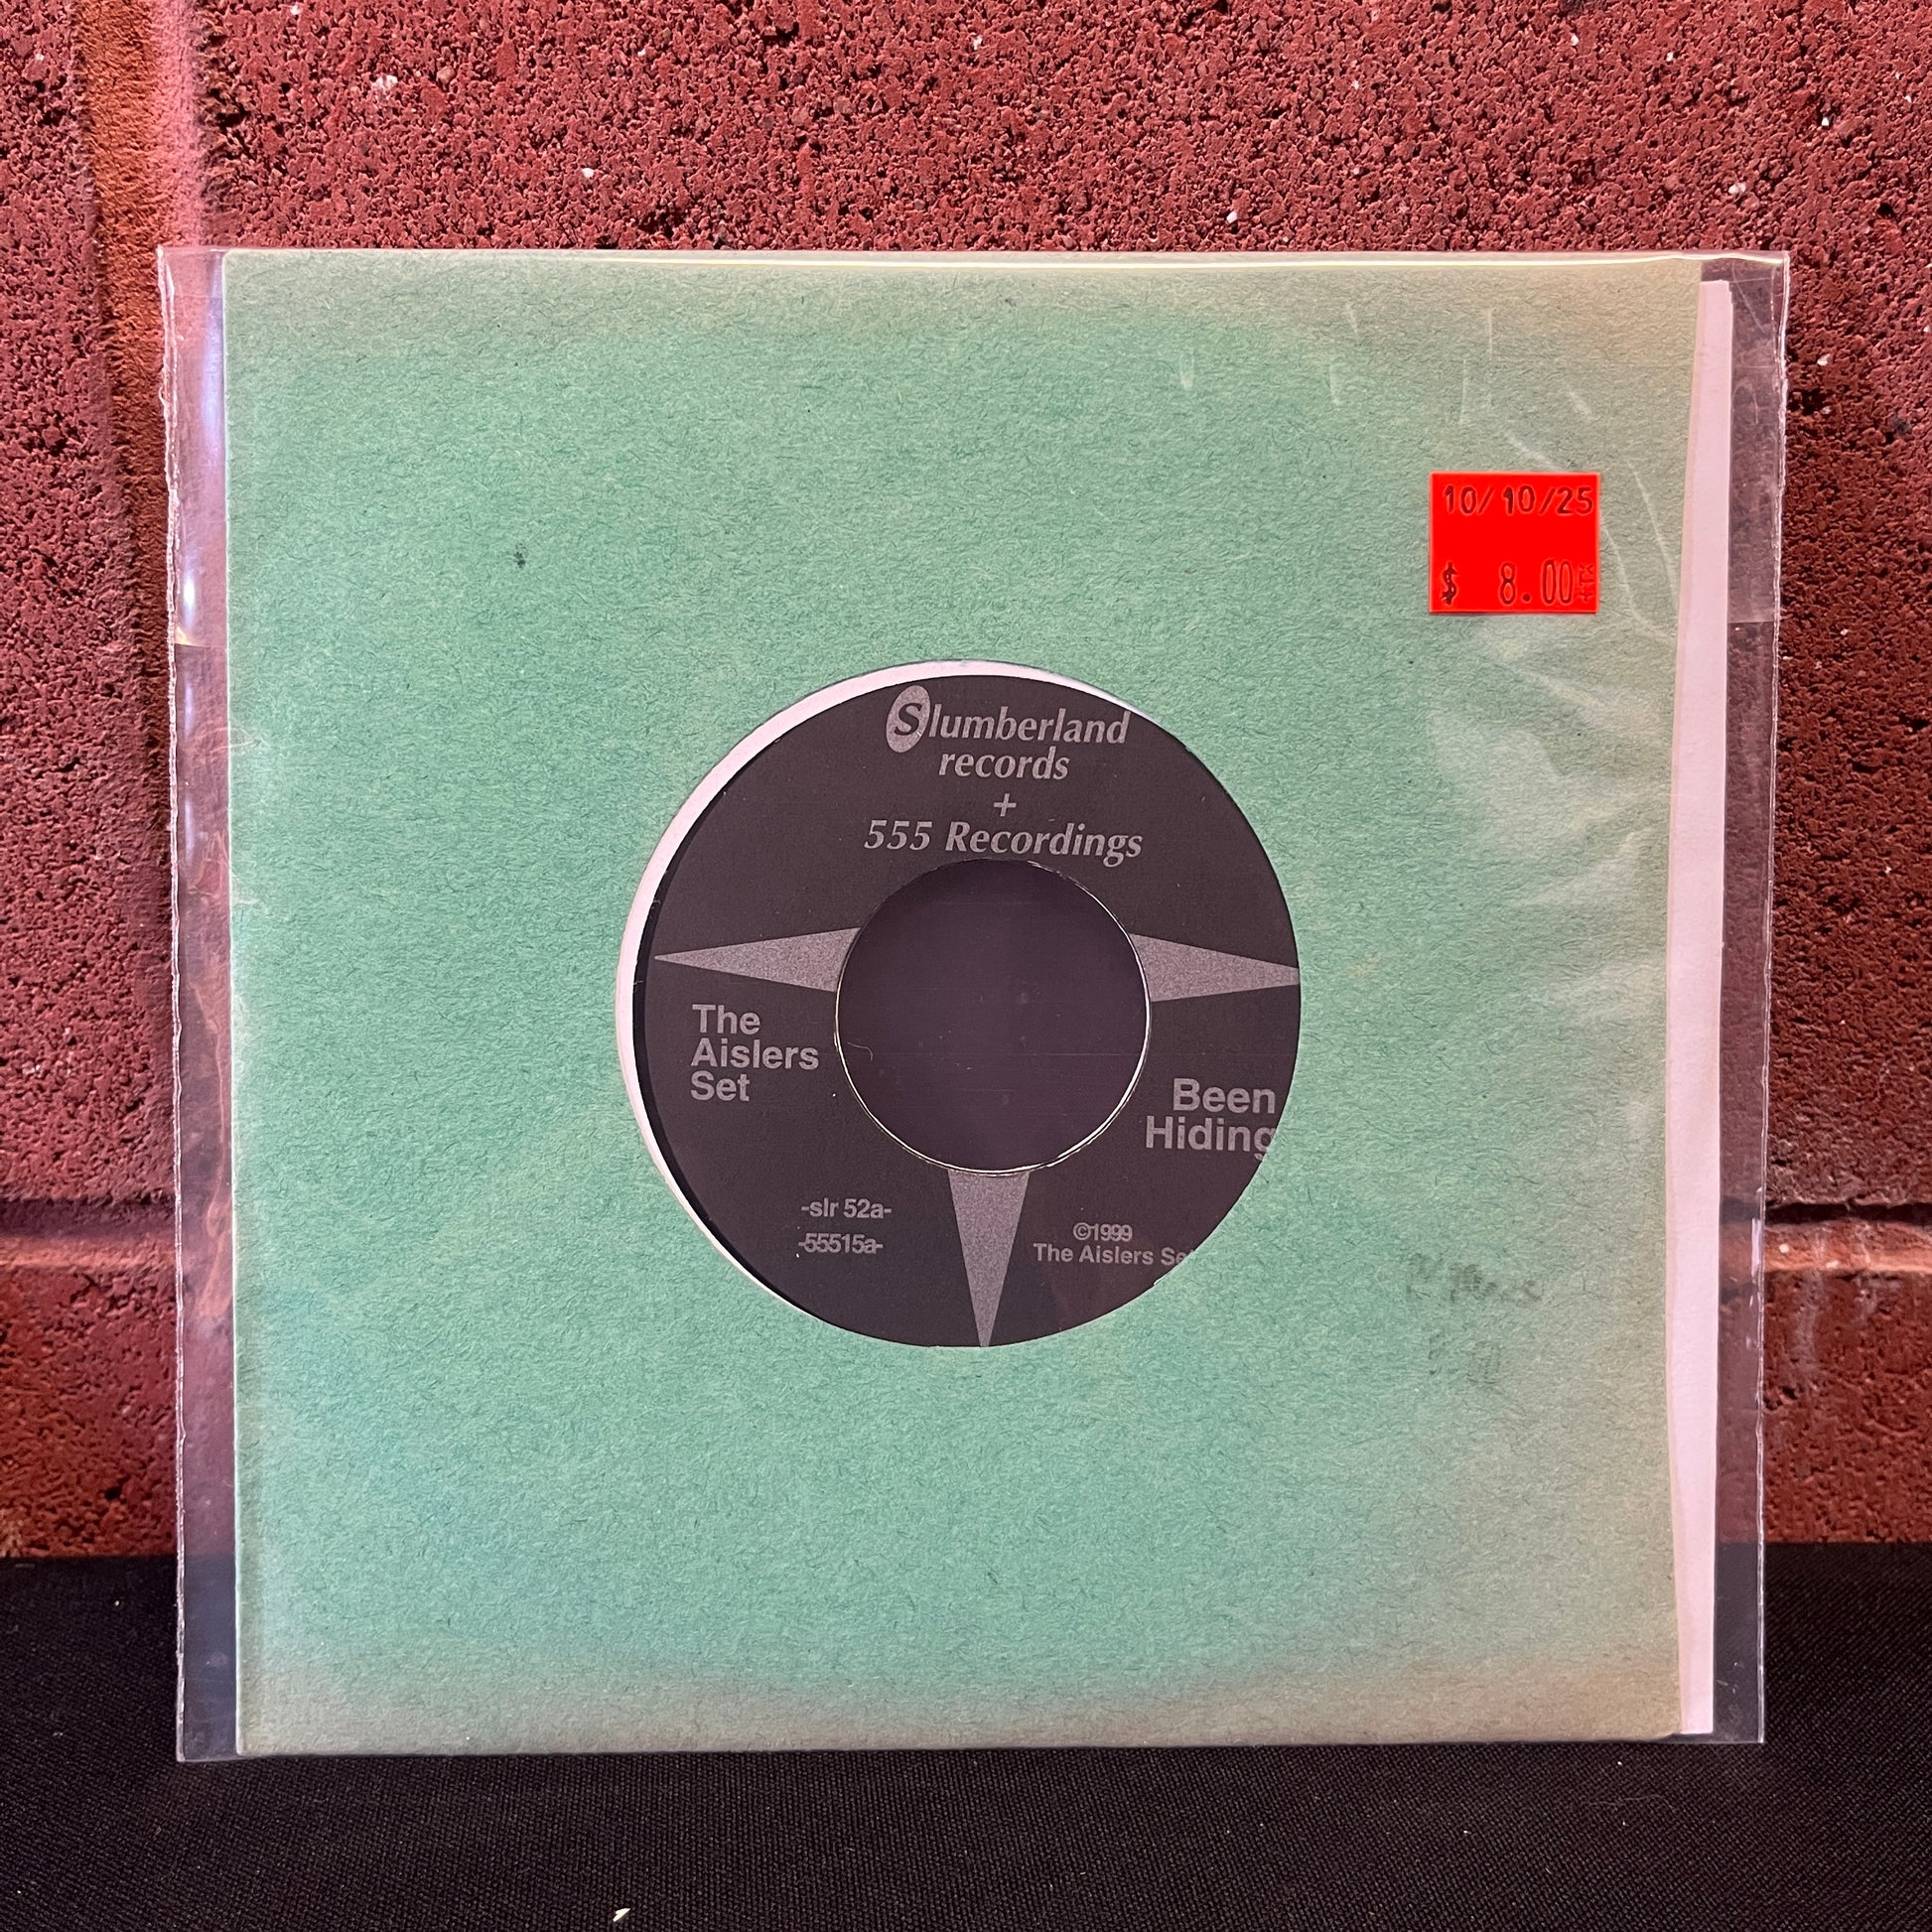 10/10/25
$ 8.00
Slumberland
records
+
555 Recordings
The
Aislers
Set
Been
Hiding
-slr 52a-
-55515a-
©1999
The Aislers Set